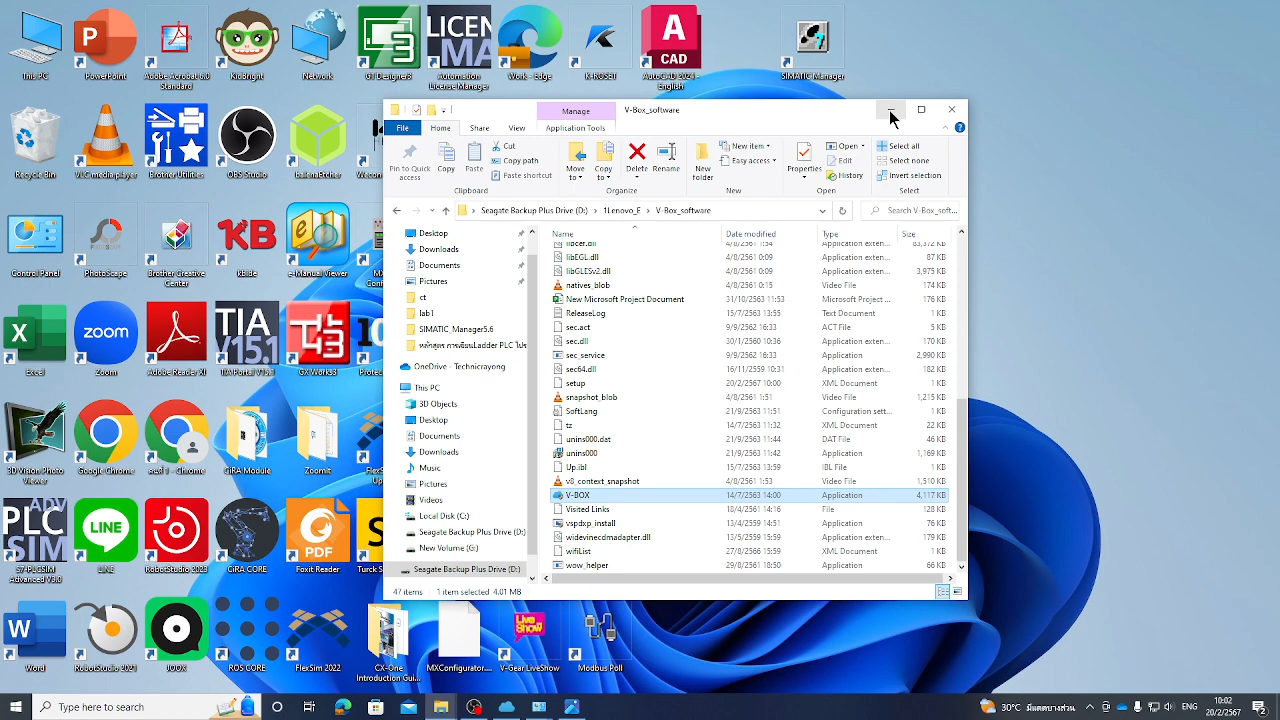 This PC
PowerPoint
Adobe Acrobat 6.0 Standard
KidBright
Network
GT Designer3
Automation License Manager
Work - Edge
K-ROSET
AutoCAD 2024 - English
SIMATIC Manager
V-Box_software
Manage
File
Home
Share
View
Application Tools
Pin to Quick access
Copy
Paste
Cut
Copy path
Paste shortcut
Move to
Copy to
Delete
Rename
New folder
New item
Easy access
Properties
Open
Edit
History
Select all
Select none
Invert selection
Clipboard
Organize
New
Open
Select
Seagate Backup Plus Drive (D:) > 1Lenovo_E > V-Box_software
Search V-Box_soft...
Name Date modified Type Size
libcef.dll 4/8/2561 1:54 Application exten... 83,372 KB
libEGL.dll 4/8/2561 0:09 Application exten... 87 KB
libGLESv2.dll 4/8/2561 0:09 Application exten... 3,975 KB
natives_blob 4/8/2561 0:15 Video File 174 KB
New Microsoft Project Document 31/10/2563 11:53 Microsoft Project ... 176 KB
ReleaseLog 15/7/2563 13:55 Text Document 1 KB
sec.act 9/9/2562 16:33 ACT File 5 KB
sec.dll 30/1/2560 10:36 Application exten... 170 KB
sec_service 9/9/2562 16:33 Application 2,990 KB
sec64.dll 16/11/2559 10:31 Application exten... 182 KB
setup 20/2/2567 10:00 XML Document 1 KB
snapshot_blob 4/8/2561 1:51 Video File 1,215 KB
SoftLang 21/9/2563 11:51 Configuration sett... 1 KB
tz 14/7/2563 11:32 XML Document 22 KB
unins000.dat 21/9/2563 11:44 DAT File 46 KB
unins000 21/9/2563 11:42 Application 1,169 KB
Up.ibl 15/7/2563 13:59 IBL File 1 KB
v8_context_snapshot 4/8/2561 1:53 Video File 1,510 KB
V-BOX 14/7/2563 14:00 Application 4,117 KB
Visited Links 18/4/2561 14:16 File 128 KB
vspdxp_install 13/4/2559 14:51 Application 76 KB
widevinecdmadapter.dll 13/5/2559 15:59 Application exten... 179 KB
wifiList 27/8/2566 15:59 XML Document 1 KB
wow_helper 29/8/2561 18:50 Application 66 KB
Desktop
Downloads
Documents
Pictures
ct
lab1
SIMATIC_Manager5.6
OneDrive - Technicrayong
This PC
3D Objects
Desktop
Documents
Downloads
Music
Pictures
Videos
Local Disk (C:)
Seagate Backup Plus Drive (D:)
New Volume (G:)
Seagate Backup Plus Drive (D:)
47 items 1 item selected 4.01 MB
Recycle Bin
VLC media player
Brother Utilities
OBS Studio
Control Panel
PhotoScape
Brother Creative Center
kbIde
e-Manual Viewer
Excel
Zoom
Adobe Reader XI
TIA Portal V15.1
GX Works3
3D Vision Photo Viewer
Google Chrome
GiRA Module
Zoomit
S7-PLCSIM Advanced V3.0
LINE
RobotStudio 2023
GiRA CORE
Foxit Reader
Word
RobotStudio 2021
JOOX
ROS CORE
FlexSim 2022
CX-One Introduction Gui...
MXConfigurator....
V-Gear LiveShow
Modbus Poll
Type here to search
30°C
10:02
20/2/2567